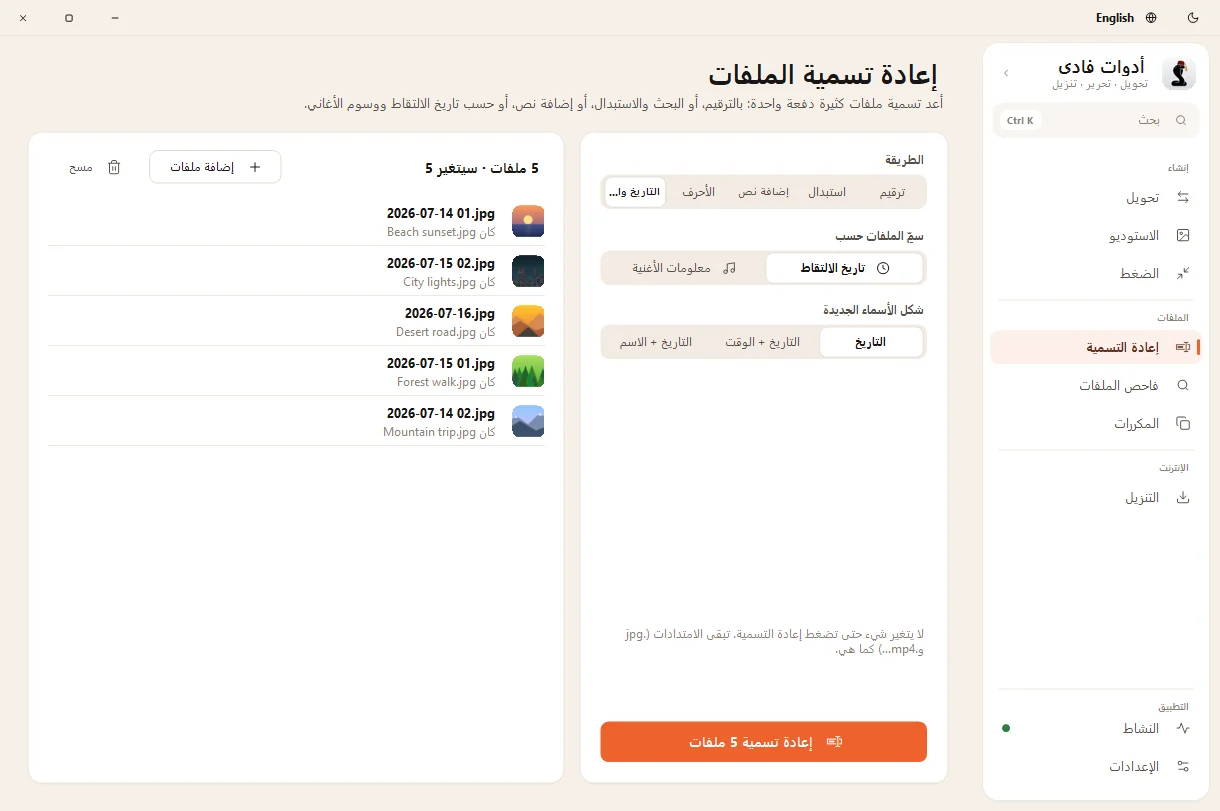 English
أدوات فادي
تحويل · تحرير · تنزيل
بحث
Ctrl K
إنشاء
تحويل
الاستوديو
الضغط
الملفات
إعادة التسمية
فاحص الملفات
المكررات
الإنترنت
التنزيل
التطبيق
النشاط
الإعدادات
إعادة تسمية الملفات
أعد تسمية ملفات كثيرة دفعة واحدة: بالترقيم، أو البحث والاستبدال، أو إضافة نص، أو حسب تاريخ الالتقاط ووسوم الأغاني.
الطريقة
ترقيم
استبدال
إضافة نص
الأحرف
التاريخ وا...
سمّ الملفات حسب
تاريخ الالتقاط
معلومات الأغنية
شكل الأسماء الجديدة
التاريخ
التاريخ + الوقت
التاريخ + الاسم
لا يتغير شيء حتى تضغط إعادة التسمية. تبقى الامتدادات (.jpg
و.mp4...) كما هي.
إعادة تسمية 5 ملفات
5 ملفات · سيتغير 5
إضافة ملفات
مسح
2026-07-14 01.jpg
كان Beach sunset.jpg
2026-07-15 02.jpg
كان City lights.jpg
2026-07-16.jpg
كان Desert road.jpg
2026-07-15 01.jpg
كان Forest walk.jpg
2026-07-14 02.jpg
كان Mountain trip.jpg